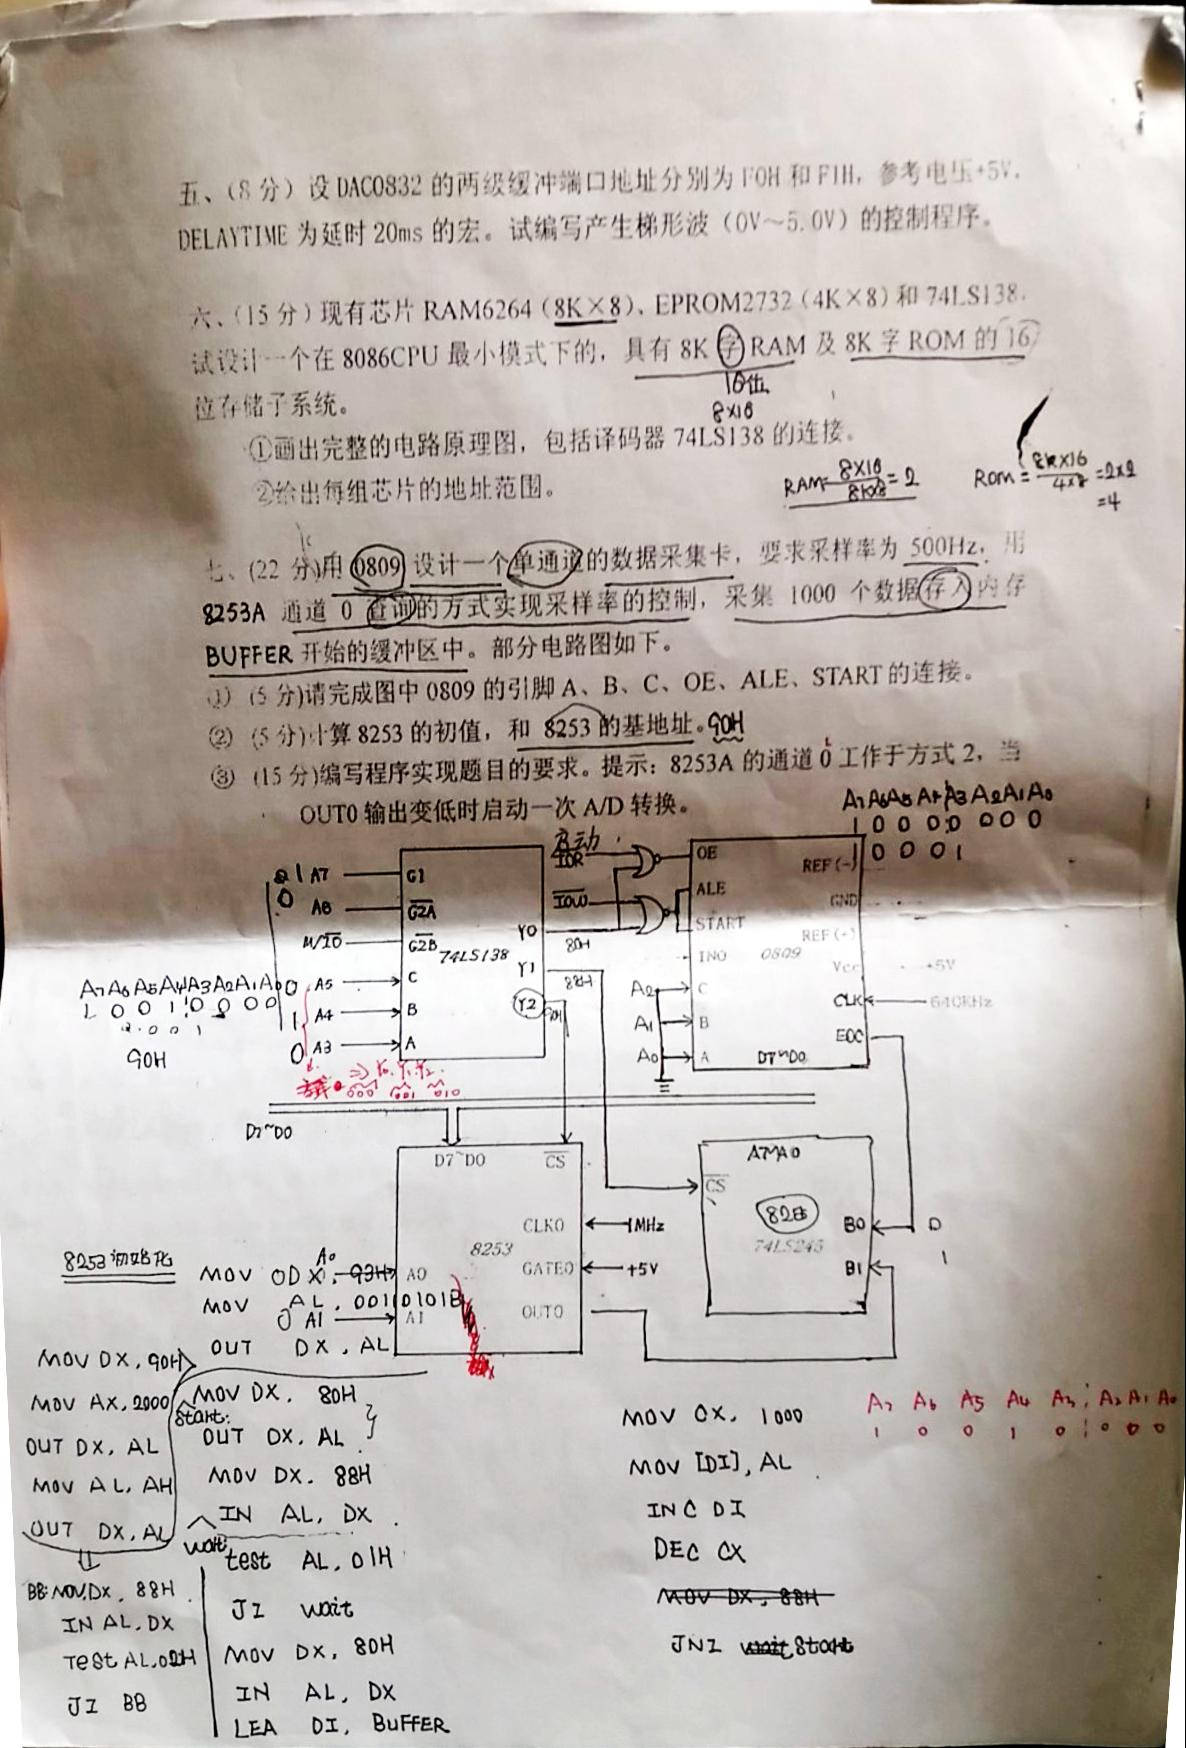 五、(8 分) 设 DAC0832 的两级缓冲端口地址分别为 F0H 和 F1H, 参考电压+5V.
DELAYTIME 为延时 20ms 的宏。试编写产生梯形波（0V～5.0V）的控制程序。
六、(15 分) 现有芯片 RAM6264（8K×8）、EPROM2732（4K×8）和 74LS138.
试设计一个在 8086CPU 最小模式下的, 具有 8K 字 RAM 及 8K 字 ROM 的 16
位存储子系统。
16位
8×16
①画出完整的电路原理图，包括译码器 74LS138 的连接。
②给出每组芯片的地址范围。
RAM= 8×16 / 8K×8 = 2
Rom = 8K×16 / 4×8 = 2×2
=4
七、(22 分)用 0809 设计一个单通道的数据采集卡，要求采样率为 500Hz, 用
8253A 通道 0 查询的方式实现采样率的控制，采集 1000 个数据存入内存
BUFFER 开始的缓冲区中。部分电路图如下。
① (5 分)请完成图中 0809 的引脚 A、B、C、OE、ALE、START 的连接。
② (5 分)计算 8253 的初值，和 8253 的基地址。90H
③ (15 分)编写程序实现题目的要求。提示：8253A 的通道 0 工作于方式 2，当
OUT0 输出变低时启动一次 A/D 转换。
A7 A6 A5 A4 A3 A2 A1 A0
1 0 0 0 0 0 0 0
1 0 0 0 1
启动
1 A7
G1
IOR
OE
REF(-)
0 A6
G2A
IOW
ALE
GND
M/IO
G2B
74LS138
Y0
80H
START
REF(+)
IN0
0809
Vcc
+5V
A7 A6 A5 A4 A3 A2 A1 A0
0 A5
C
Y1
88H
A2
C
CLK
640KHz
1 0 0 1 0 0 0 0
1 A4
B
Y2
90H
A1
B
EOC
90H
0 A3
A
A0
A
D7~D0
⇒ Y0 Y1 Y2
000 001 010
D7~D0
D7~D0
CS
A7~A0
CS
CLK0
1MHz
74LS245
B0
0
8253
8253初始化
A0
A0
GATE0
+5V
B1
1
MOV DX, 93H
MOV AL, 00110101B
A1
A1
OUT0
OUT DX, AL
MOV DX, 90H
MOV AX, 2000
OUT DX, AL
MOV AL, AH
OUT DX, AL
BB: MOV DX, 88H
IN AL, DX
Test AL, 02H
JZ BB
MOV DX, 80H
Start:
OUT DX, AL
MOV DX, 88H
IN AL, DX
wait:
test AL, 01H
JZ wait
MOV DX, 80H
IN AL, DX
LEA DI, BUFFER
MOV CX, 1000
MOV [DI], AL
INC DI
DEC CX
MOV DX, 88H
JNZ wait Start
A7 A6 A5 A4 A3 A2 A1 A0
1 0 0 1 0 0 0 0